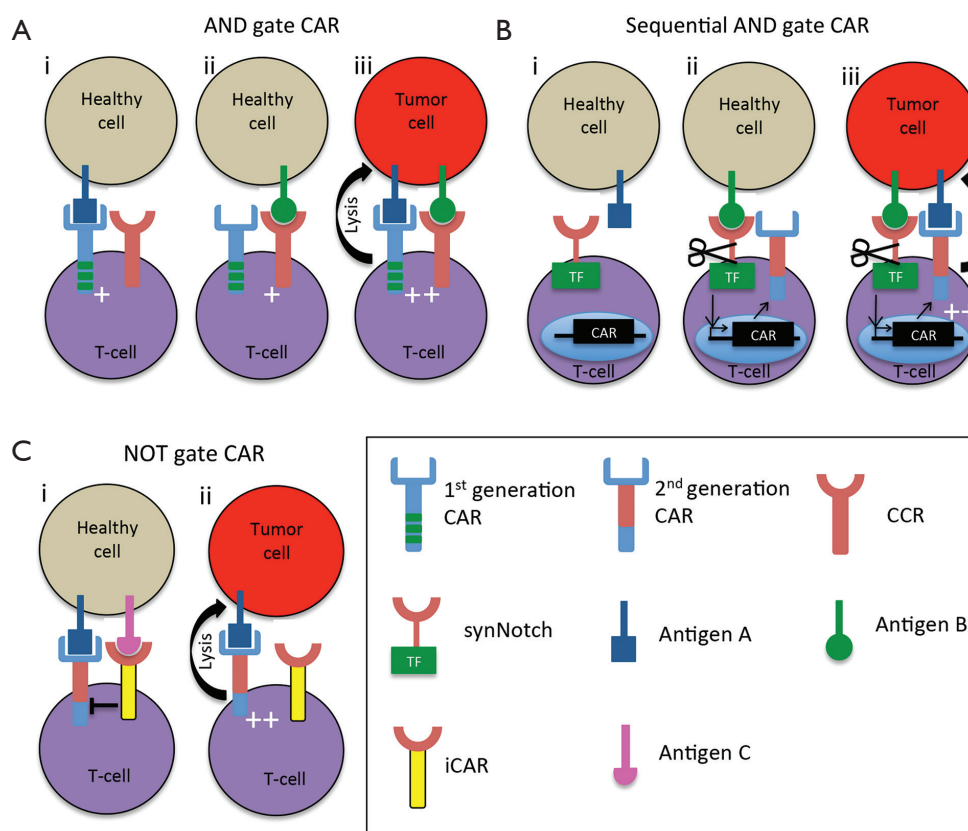 A
AND gate CAR
i
Healthy
cell
+
T-cell
ii
Healthy
cell
+
T-cell
iii
Tumor
cell
Lysis
++
T-cell
B
Sequential AND gate CAR
i
Healthy
cell
TF
CAR
T-cell
ii
Healthy
cell
TF
CAR
T-cell
iii
Tumor
cell
TF
++
CAR
T-cell
C
NOT gate CAR
i
Healthy
cell
T-cell
ii
Tumor
cell
Lysis
++
T-cell
1st generation
CAR
2nd generation
CAR
CCR
synNotch
TF
Antigen A
Antigen B
iCAR
Antigen C